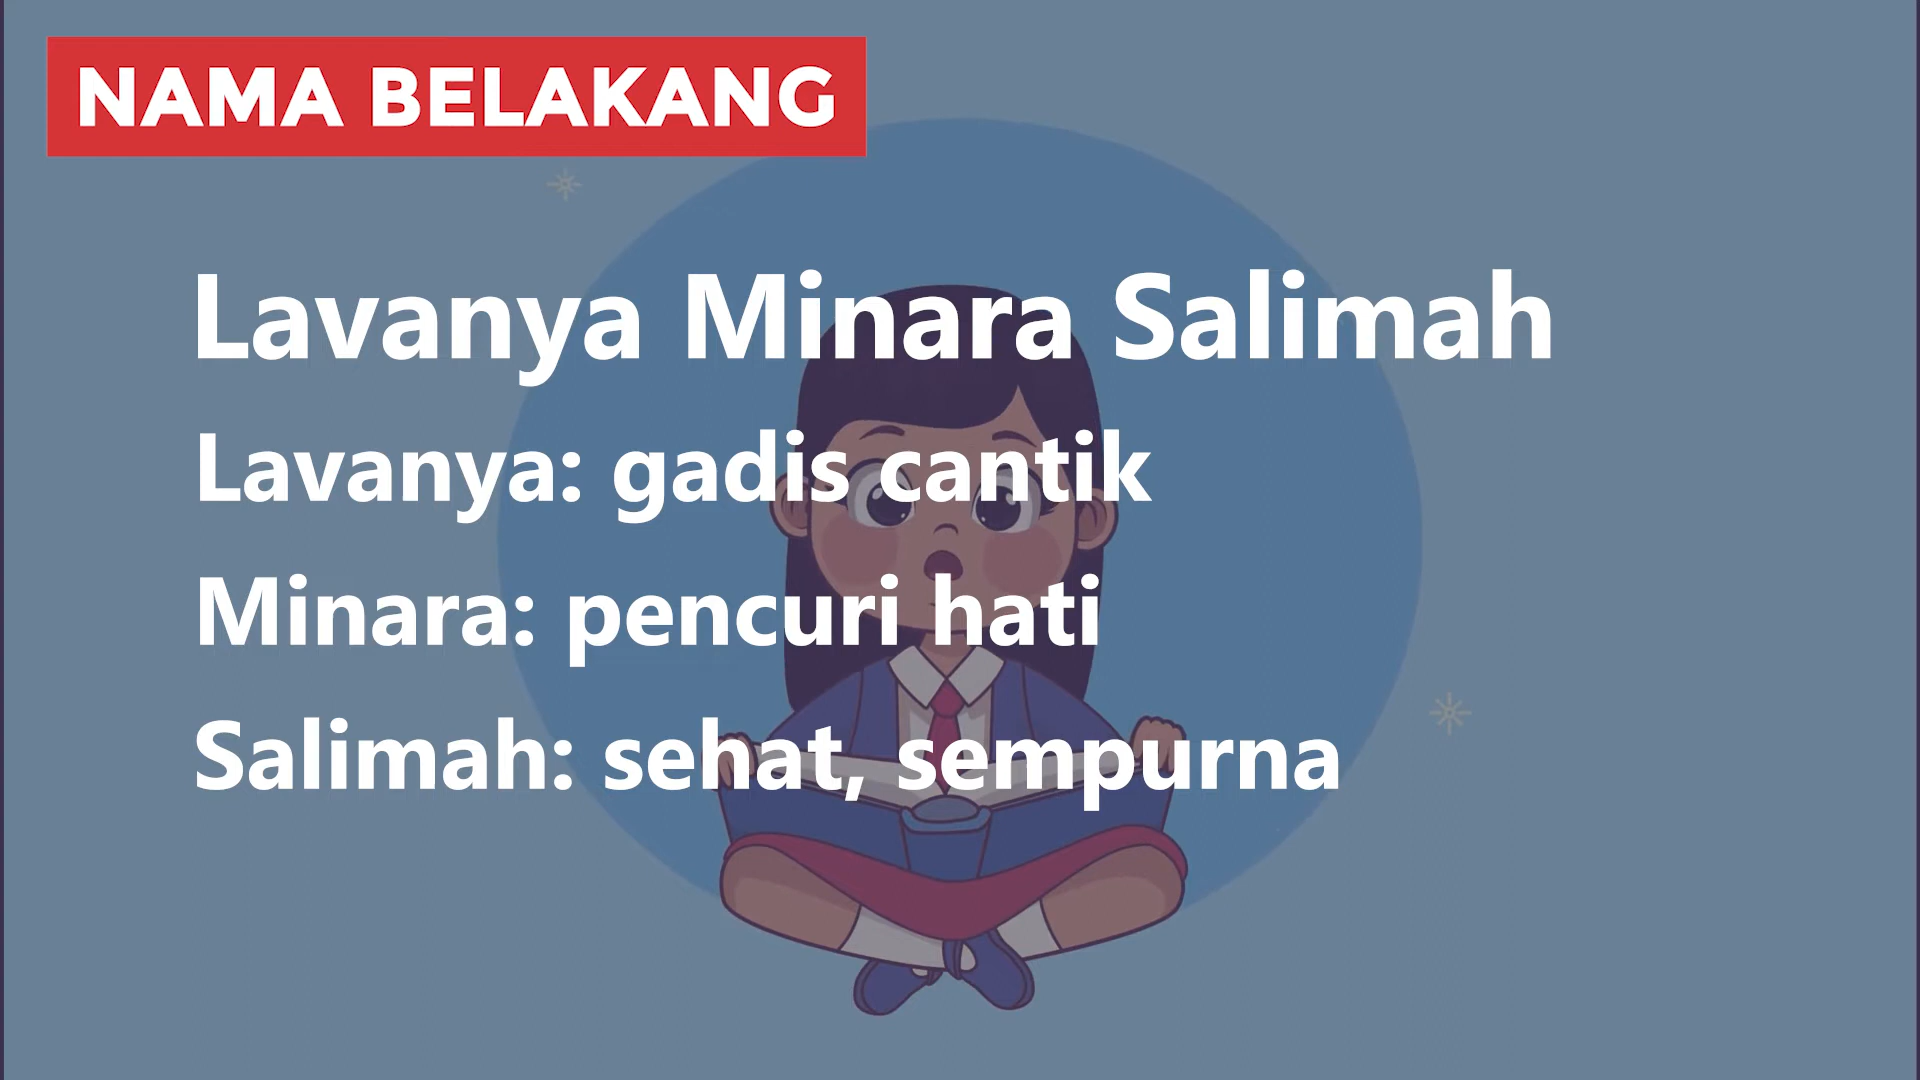 NAMA BELAKANG
Lavanya Minara Salimah
Lavanya: gadis cantik
Minara: pencuri hati
Salimah: sehat, sempurna